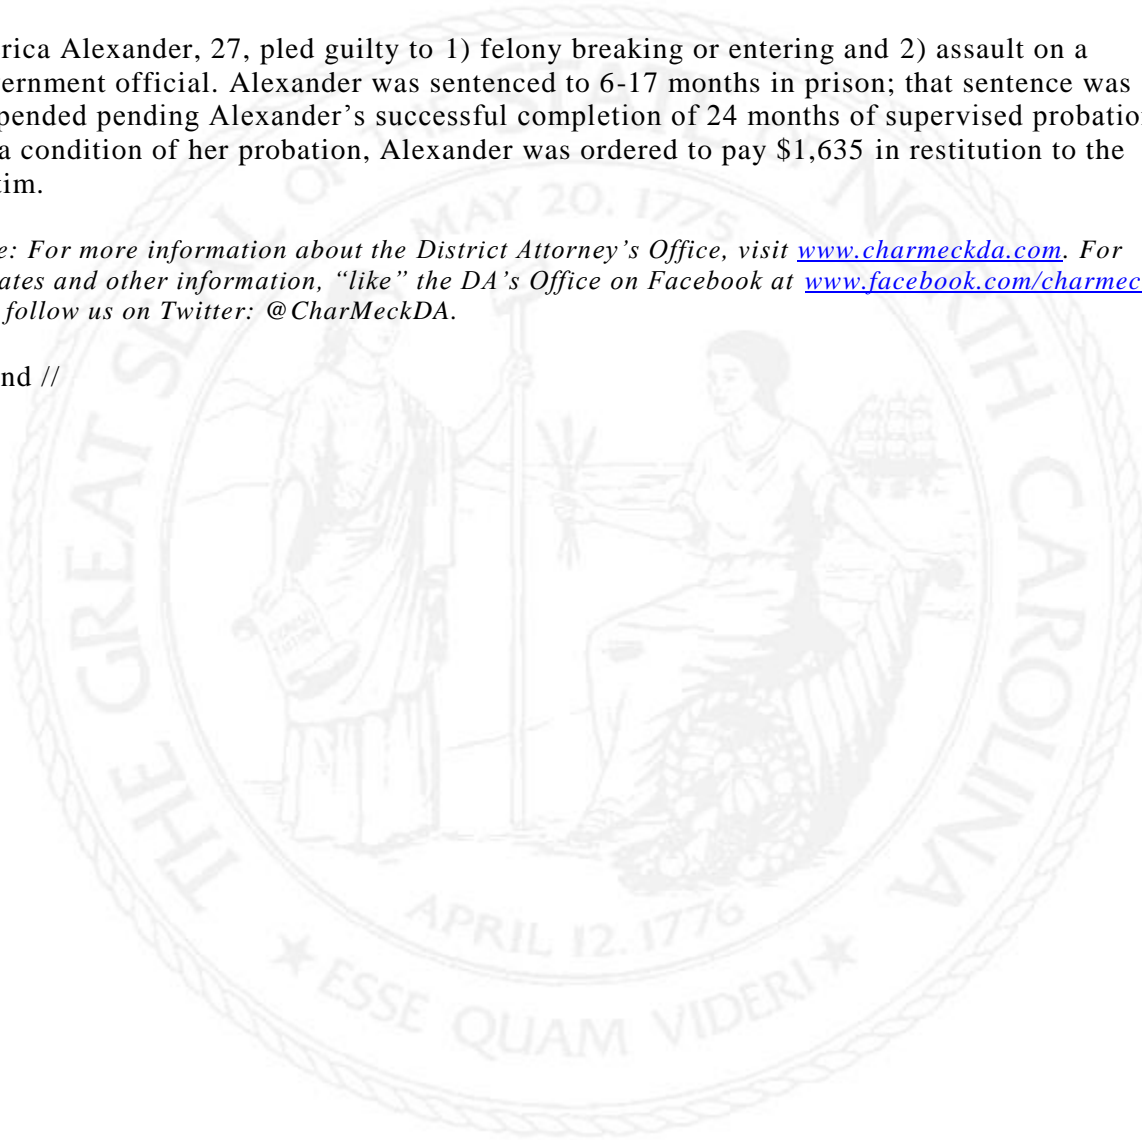 rica Alexander, 27, pled guilty to 1) felony breaking or entering and 2) assault on a
ernment official. Alexander was sentenced to 6-17 months in prison; that sentence was
pended pending Alexander’s successful completion of 24 months of supervised probation
a condition of her probation, Alexander was ordered to pay $1,635 in restitution to the
tim.
e: For more information about the District Attorney’s Office, visit www.charmeckda.com. For
ates and other information, “like” the DA’s Office on Facebook at www.facebook.com/charmec
follow us on Twitter: @CharMeckDA.
nd //
THE GREAT SEAL OF THE STATE OF NORTH CAROLINA
MAY 20. 1775
CONSTI
TUTION
APRIL 12. 1776
★ ESSE QUAM VIDERI ★